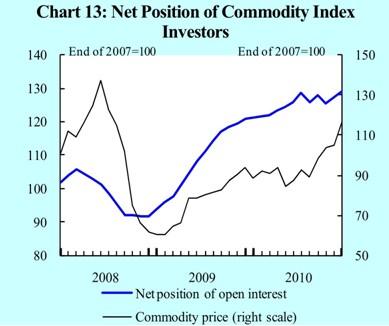 Chart 13: Net Position of Commodity Index
Investors
End of 2007=100 End of 2007=100
140 150
130 130
120 110
110
100 90
90 70
80 50
2008 2009 2010
Net position of open interest
Commodity price (right scale)